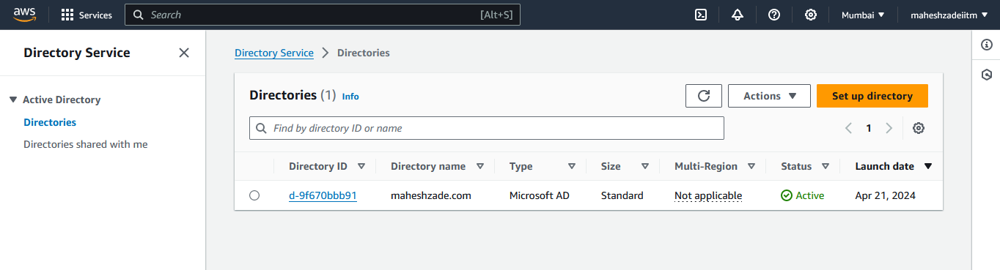 aws Services Search [Alt+S] Mumbai maheshzadeiitm
Directory Service
Active Directory
Directories
Directories shared with me
Directory Service Directories
Directories (1) Info Actions Set up directory
Find by directory ID or name 1
Directory ID Directory name Type Size Multi-Region Status Launch date
d-9f670bbb91 maheshzade.com Microsoft AD Standard Not applicable Active Apr 21, 2024